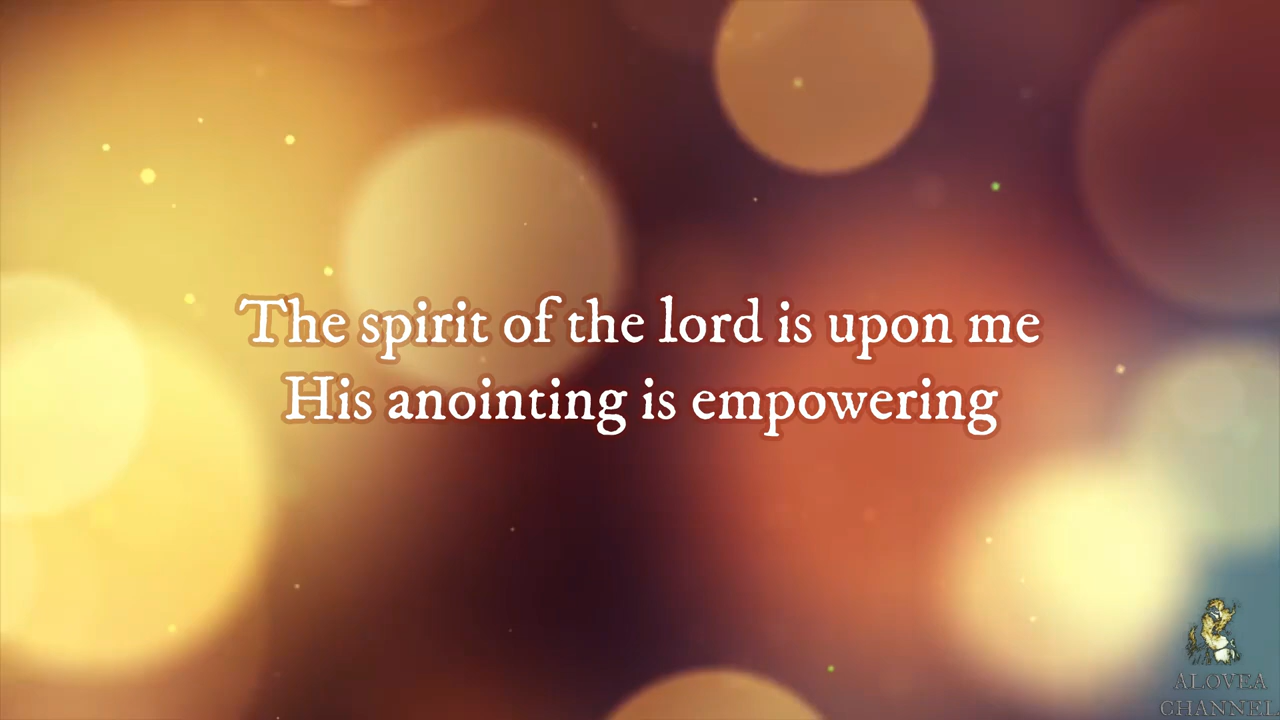 The spirit of the lord is upon me
His anointing is empowering
ALOVEA
CHANNEL